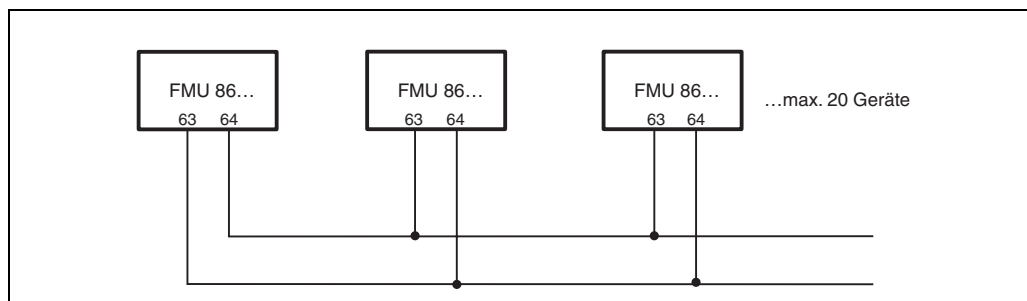 FMU 86… FMU 86… FMU 86…
…max. 20 Geräte
63 64 63 64 63 64